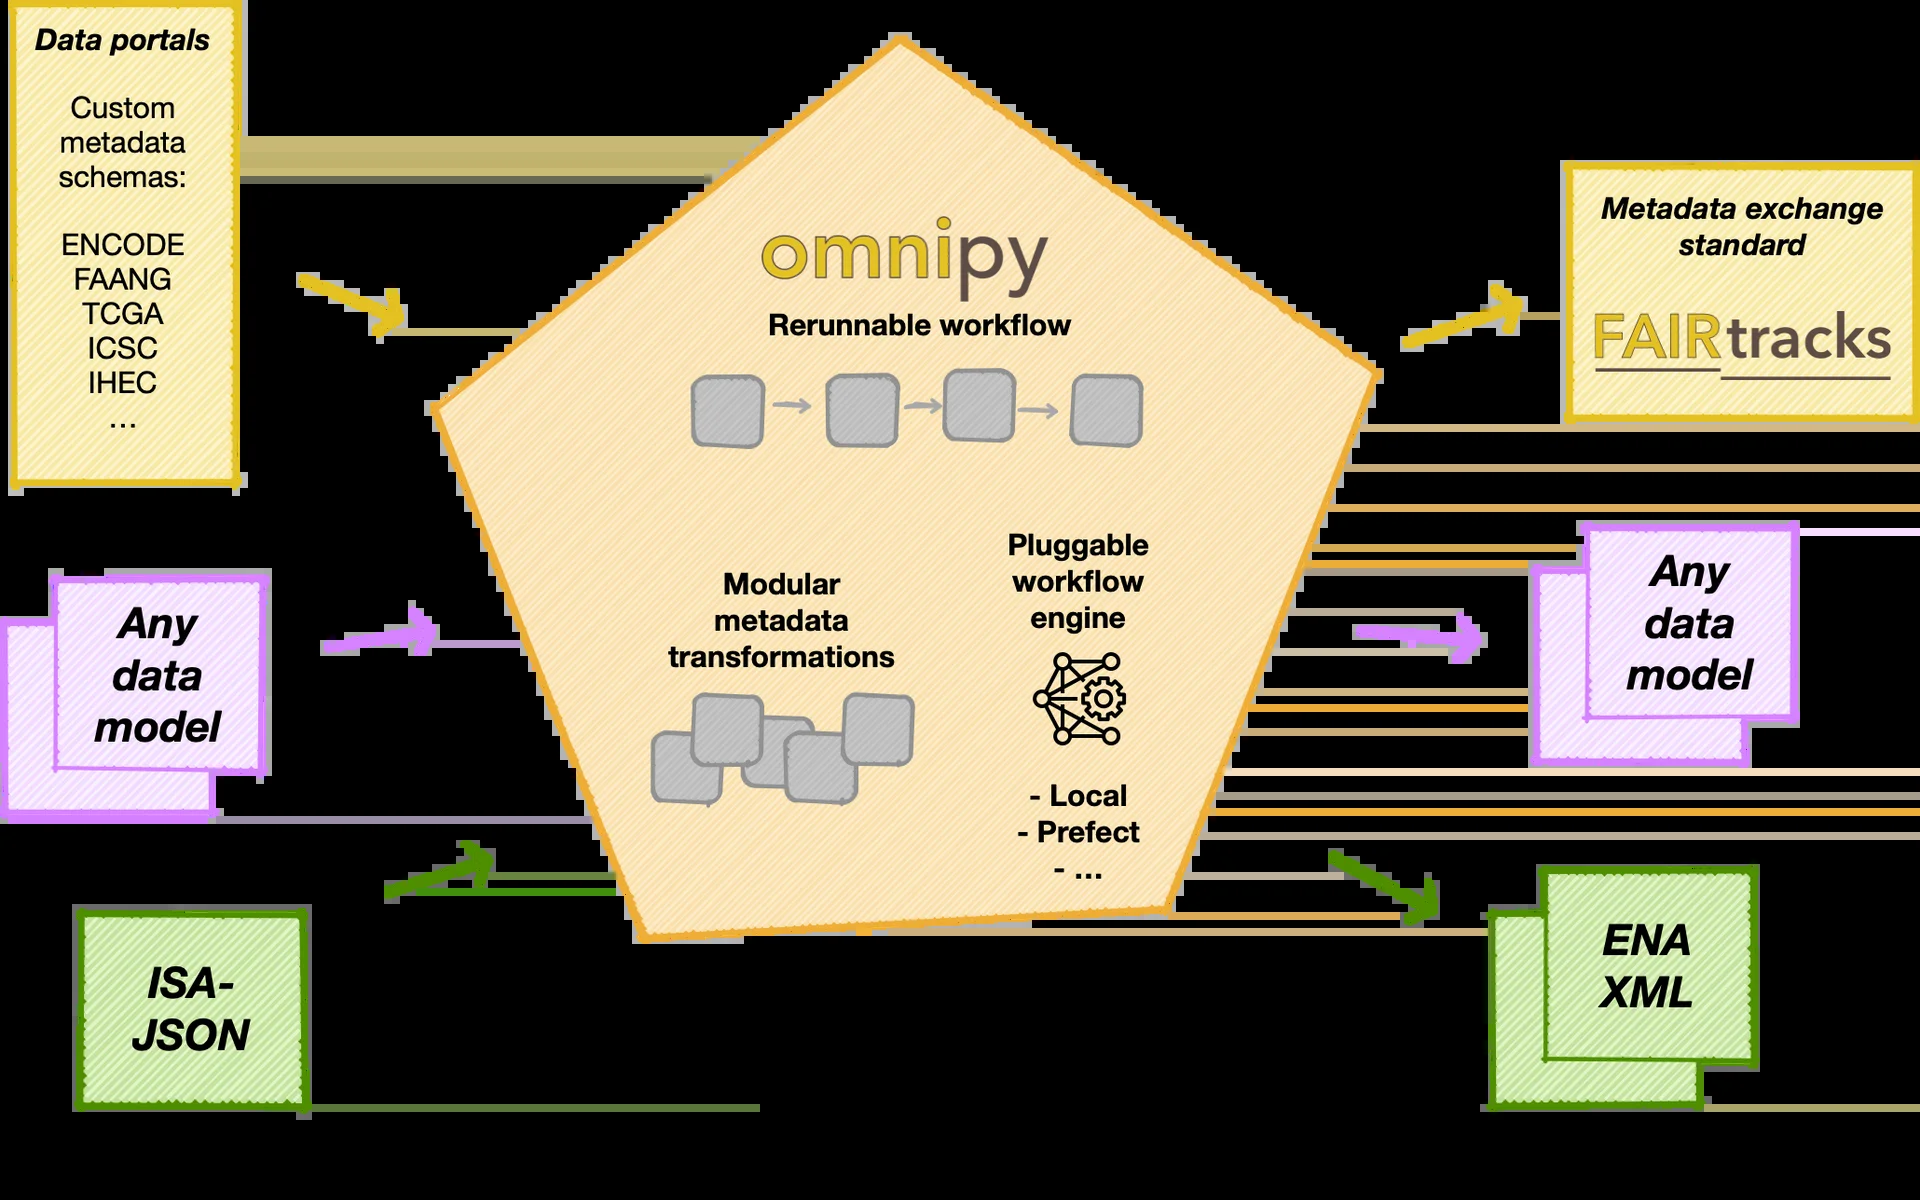 Data portals
Custom
metadata
schemas:
ENCODE
FAANG
TCGA
ICSC
IHEC
...
omnipy
Rerunnable workflow
Modular
metadata
transformations
Pluggable
workflow
engine
- Local
- Prefect
- ...
Metadata exchange
standard
FAIRtracks
Any
data
model
Any
data
model
ISA-
JSON
ENA
XML